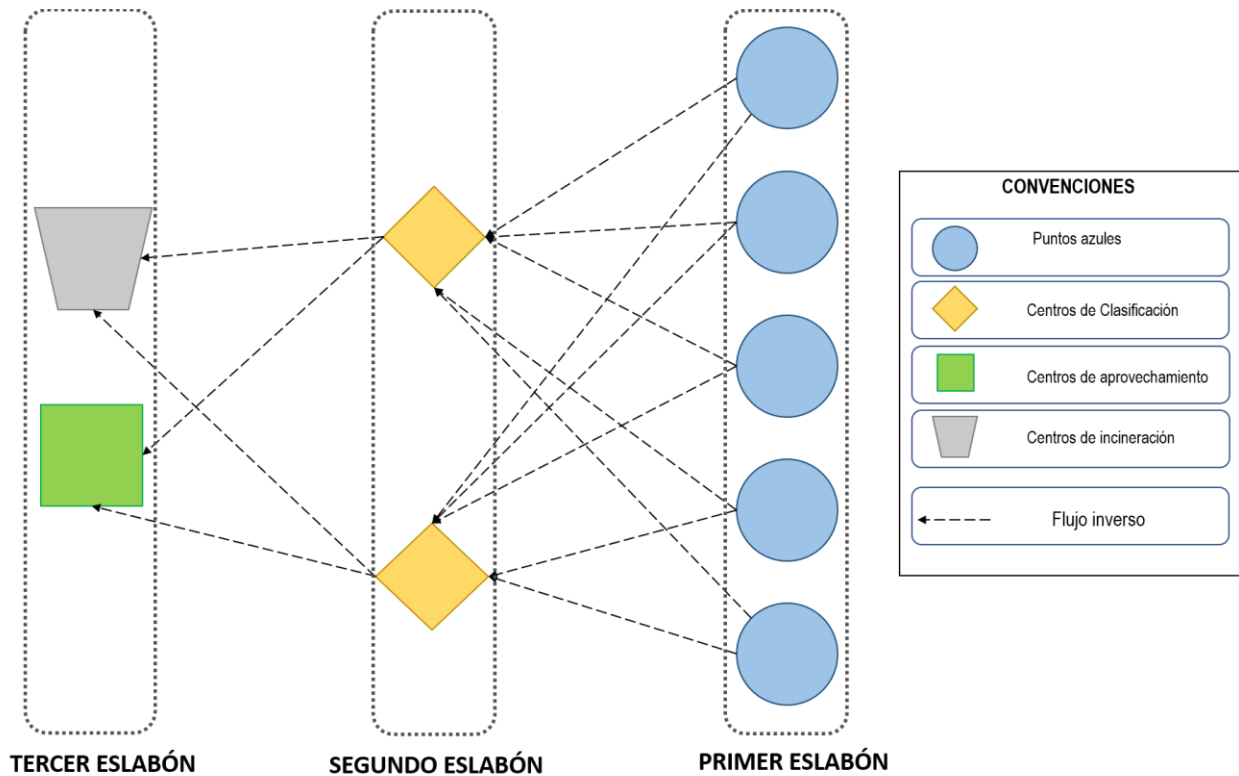 CONVENCIONES
Puntos azules
Centros de Clasificación
Centros de aprovechamiento
Centros de incineración
Flujo inverso
TERCER ESLABÓN
SEGUNDO ESLABÓN
PRIMER ESLABÓN